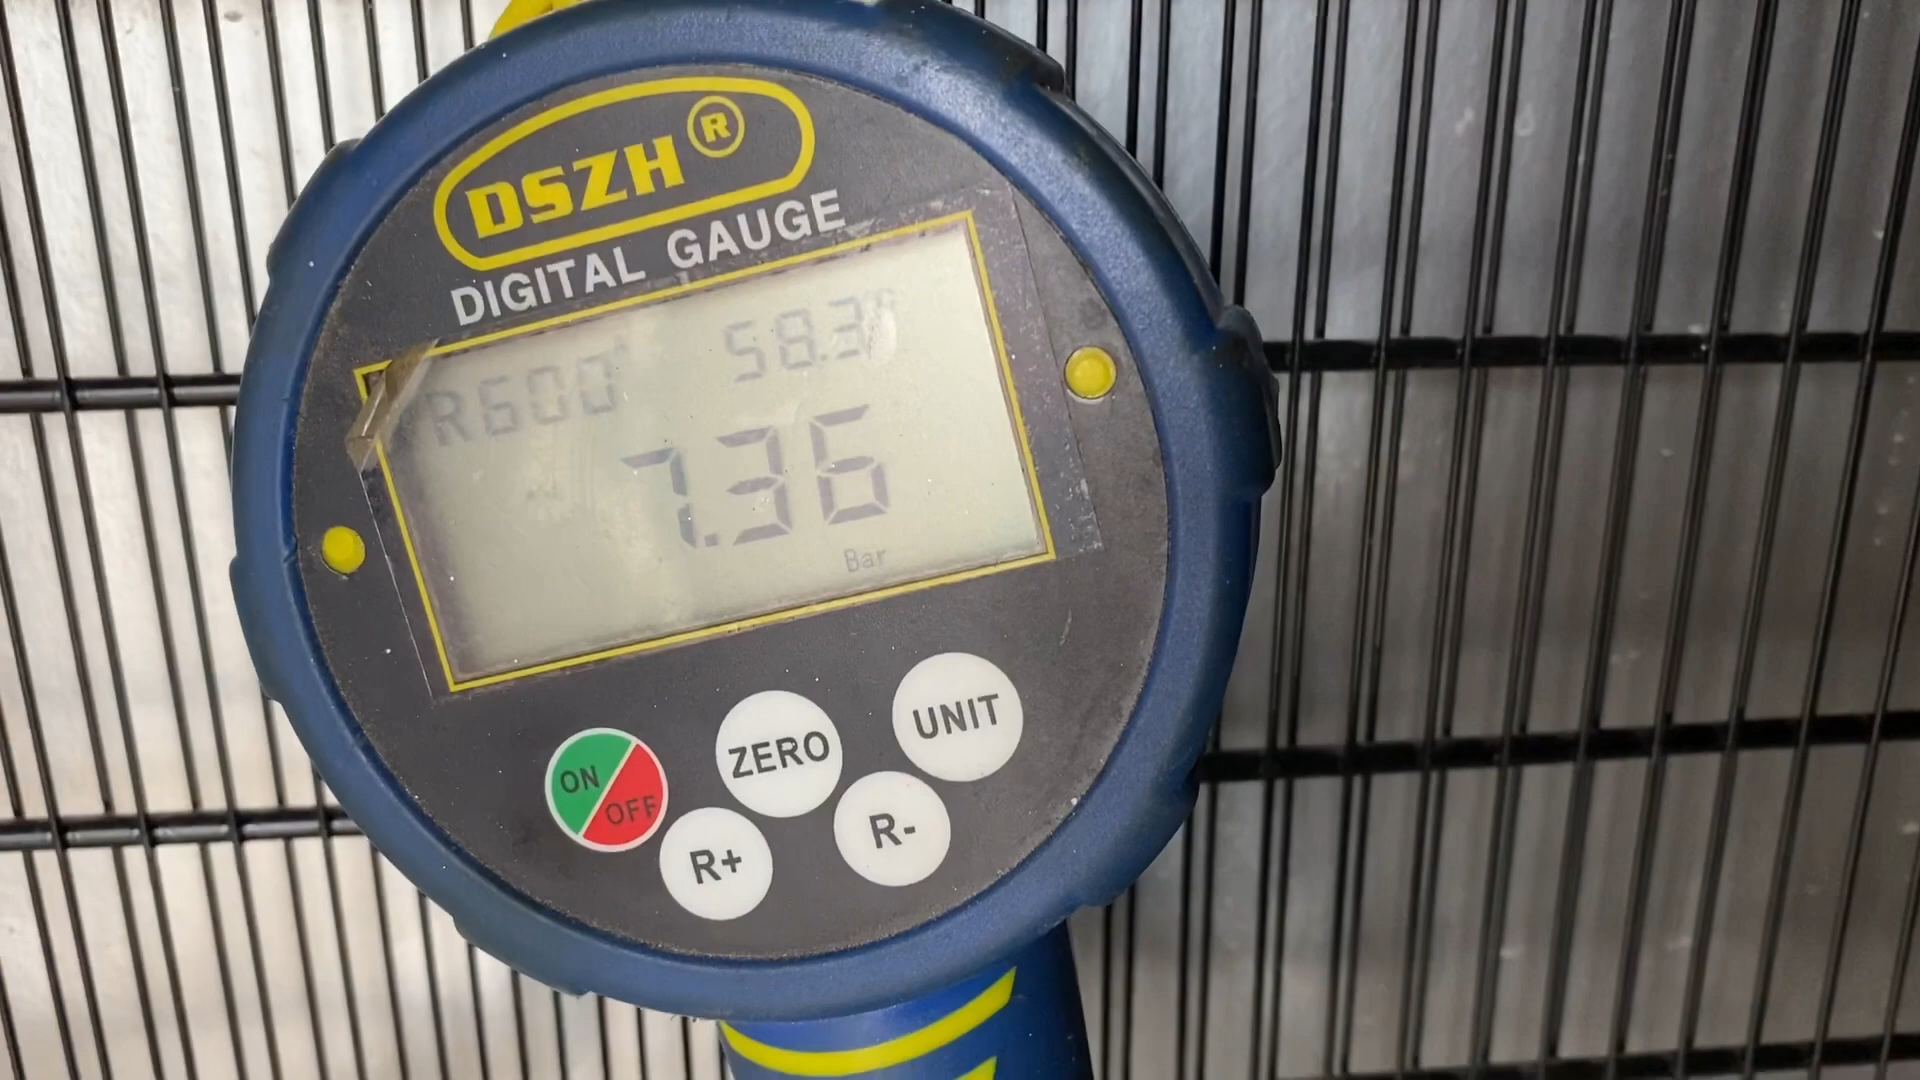 DSZH ®
DIGITAL GAUGE
R600 58.3
7.36
Bar
ON OFF
ZERO
UNIT
R+
R-